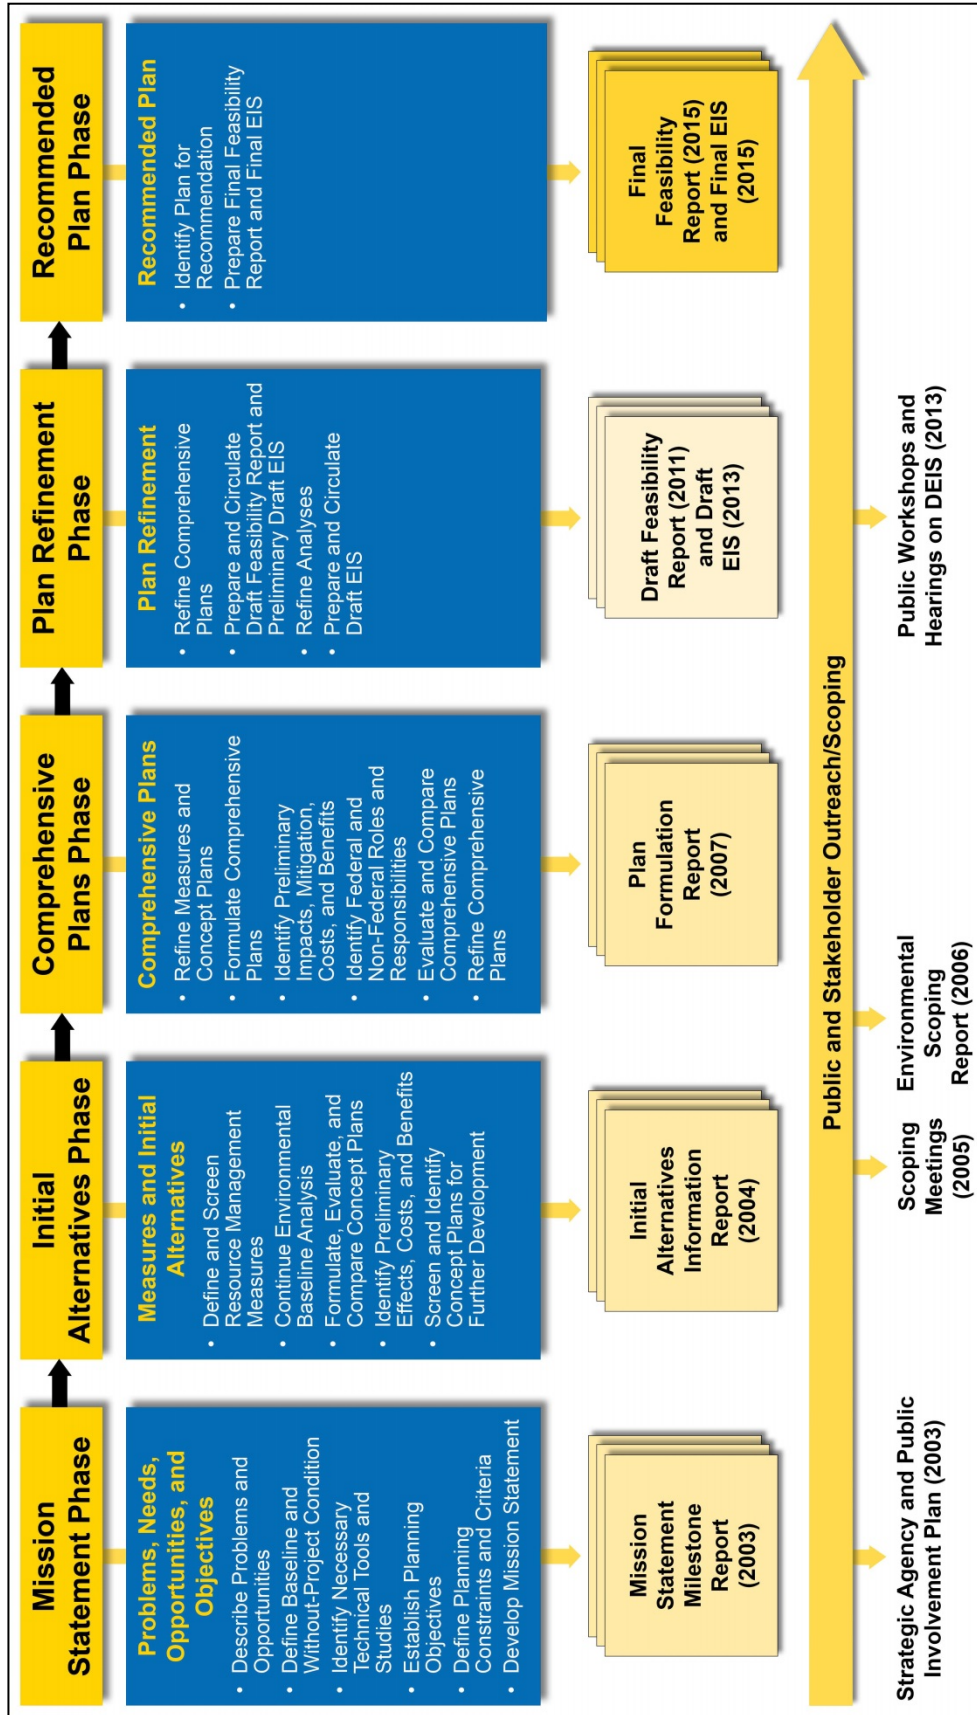 Mission
Statement Phase
Initial
Alternatives Phase
Comprehensive
Plans Phase
Plan Refinement
Phase
Recommended
Plan Phase
Problems, Needs,
Opportunities, and
Objectives
• Describe Problems and
Opportunities
• Define Baseline and
Without-Project Condition
• Identify Necessary
Technical Tools and
Studies
• Establish Planning
Objectives
• Define Planning
Constraints and Criteria
• Develop Mission Statement
Measures and Initial
Alternatives
• Define and Screen
Resource Management
Measures
• Continue Environmental
Baseline Analysis
• Formulate, Evaluate, and
Compare Concept Plans
• Identify Preliminary
Effects, Costs, and Benefits
• Screen and Identify
Concept Plans for
Further Development
Comprehensive Plans
• Refine Measures and
Concept Plans
• Formulate Comprehensive
Plans
• Identify Preliminary
Impacts, Mitigation,
Costs, and Benefits
• Identify Federal and
Non-Federal Roles and
Responsibilities
• Evaluate and Compare
Comprehensive Plans
• Refine Comprehensive
Plans
Plan Refinement
• Refine Comprehensive
Plans
• Prepare and Circulate
Draft Feasibility Report and
Preliminary Draft EIS
• Refine Analyses
• Prepare and Circulate
Draft EIS
Recommended Plan
• Identify Plan for
Recommendation
• Prepare Final Feasibility
Report and Final EIS
Mission
Statement
Milestone
Report
(2003)
Initial
Alternatives
Information
Report
(2004)
Plan
Formulation
Report
(2007)
Draft Feasibility
Report (2011)
and Draft
EIS (2013)
Final
Feasibility
Report (2015)
and Final EIS
(2015)
Public and Stakeholder Outreach/Scoping
Strategic Agency and Public
Involvement Plan (2003)
Scoping
Meetings
(2005)
Environmental
Scoping
Report (2006)
Public Workshops and
Hearings on DEIS (2013)